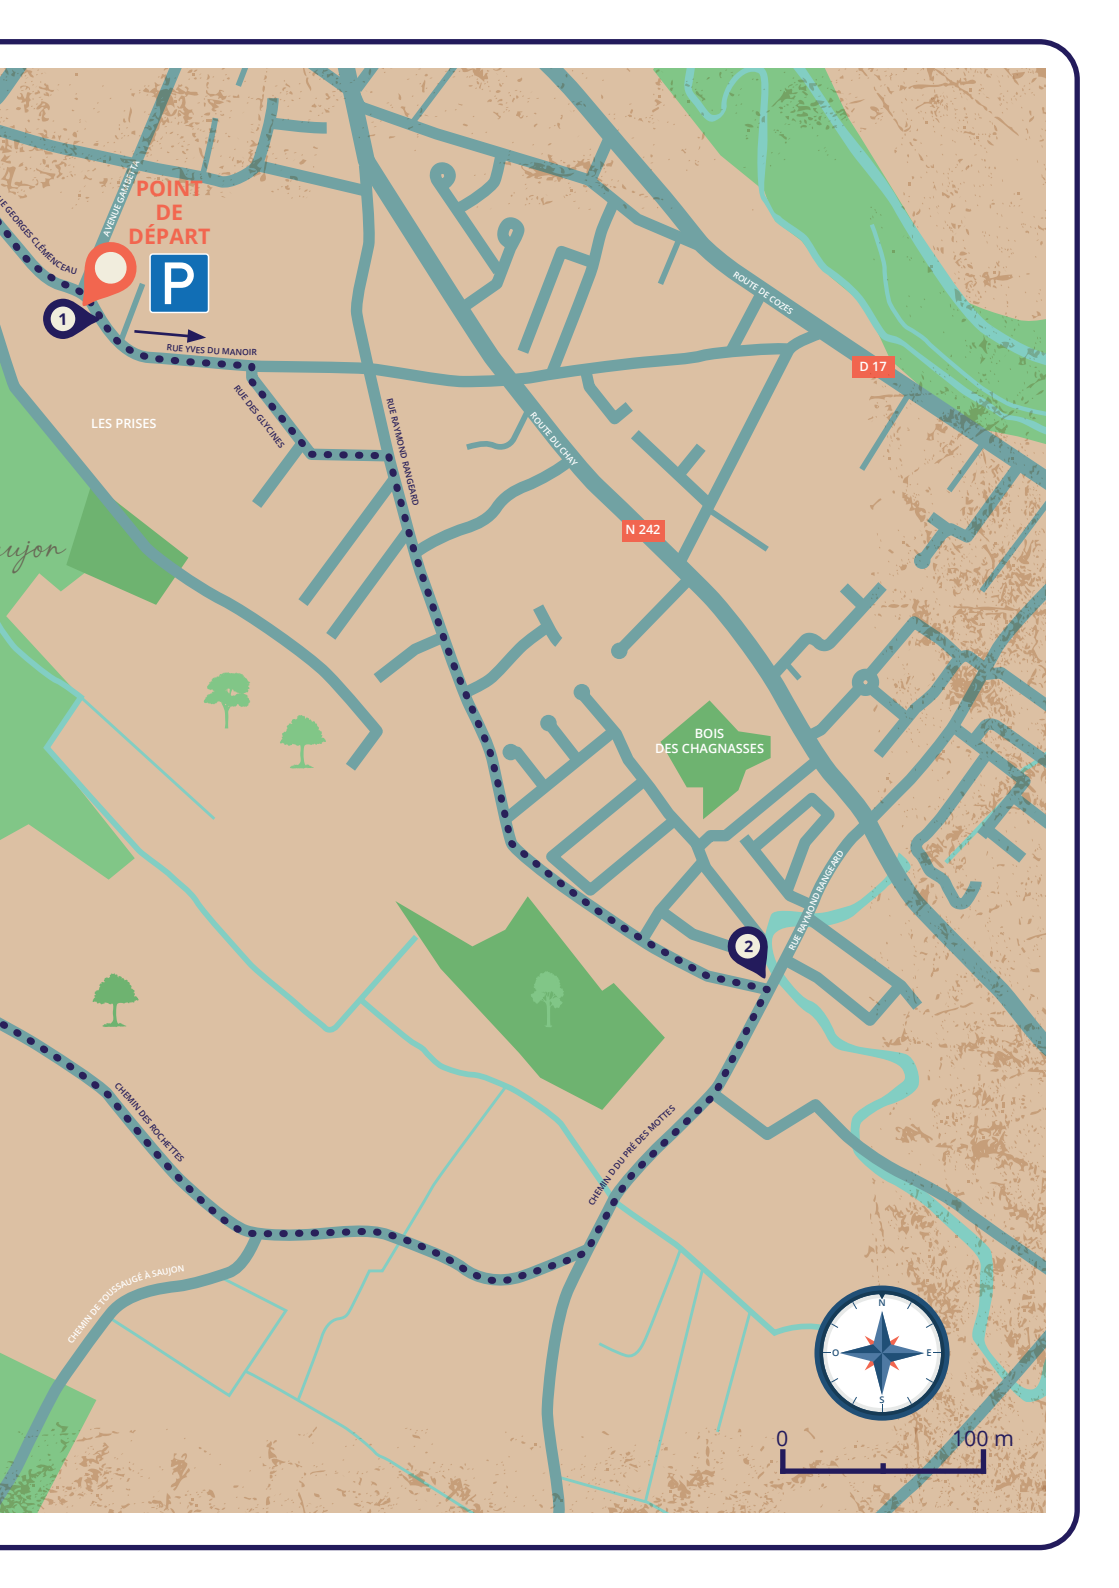 AVENUE GAMBETTA
POINT
DE
DÉPART
GEORGES CLÉMENCEAU
P
1
RUE YVES DU MANOIR
RUE DES GLYCINES
RUE RAYMOND RANGEARD
LES PRISES
ROUTE DE COZES
D 17
ROUTE DU CHAY
N 242
BOIS
DES CHAGNASSES
RUE RAYMOND RANGEARD
2
CHEMIN D DU PRÉ DES MOTTES
CHEMIN DES ROCHETTES
CHEMIN DE TOUSSAUGÉ À SAUJON
N
O
E
S
0
100 m